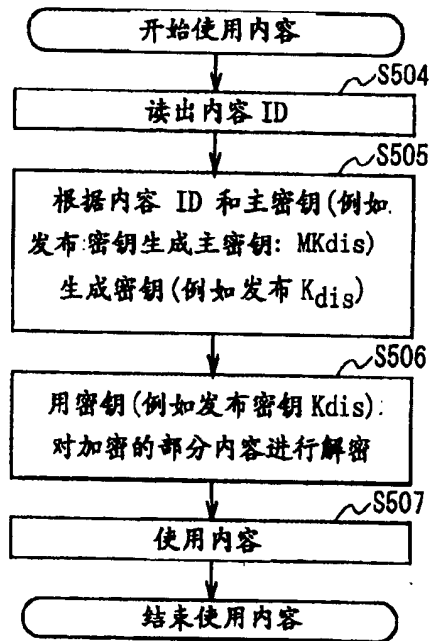 开始使用内容
S504
读出内容 ID
S505
根据内容 ID 和主密钥(例如
发布密钥生成主密钥: MKdis)
生成密钥(例如发布 Kdis)
S506
用密钥(例如发布密钥 Kdis)
对加密的部分内容进行解密
S507
使用内容
结束使用内容